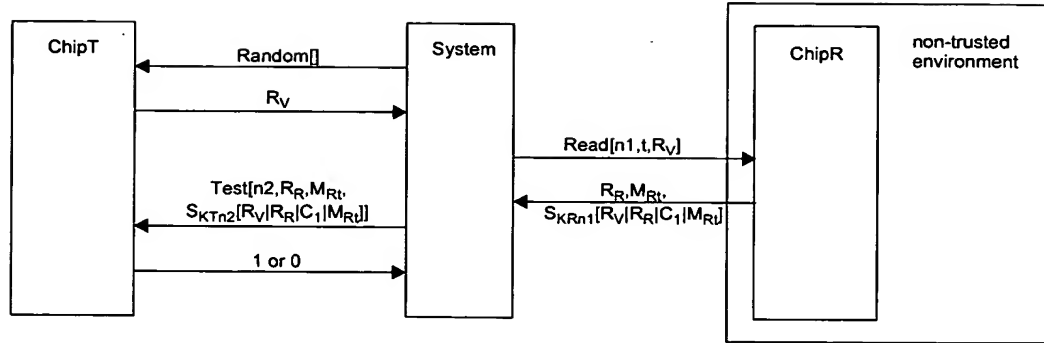 ChipT
System
ChipR
non-trusted
environment
Random[]
R_V
Read[n1,t,R_V]
Test[n2,R_R,M_Rt,
S_KTn2[R_V|R_R|C_1|M_Rt]]
R_R,M_Rt,
S_KRn1[R_V|R_R|C_1|M_Rt]
1 or 0